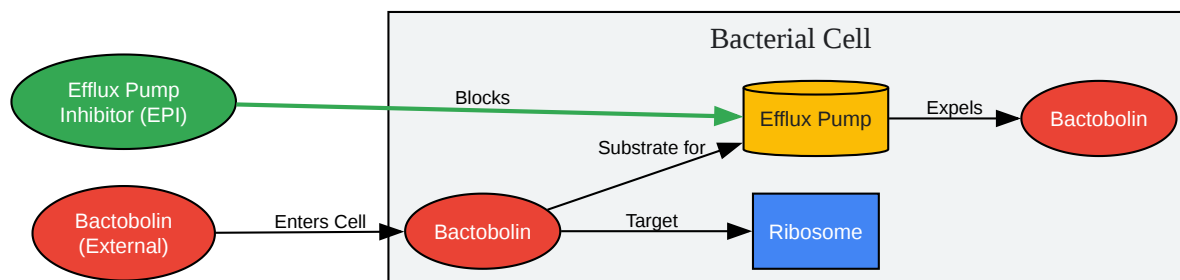 Bacterial Cell
Efflux Pump
Inhibitor (EPI)
Blocks
Efflux Pump
Expels
Bactobolin
Substrate for
Bactobolin
(External)
Enters Cell
Bactobolin
Target
Ribosome